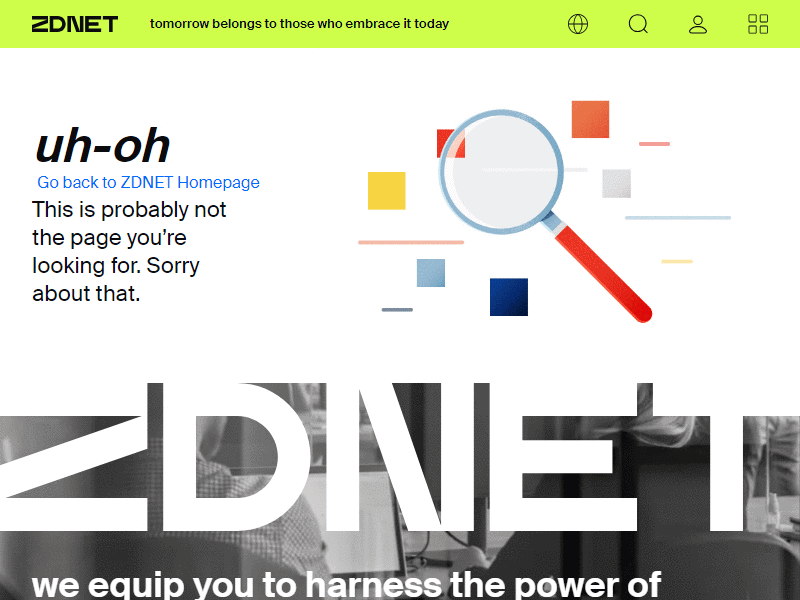 ZDNET
tomorrow belongs to those who embrace it today
uh-oh
Go back to ZDNET Homepage
This is probably not
the page you’re
looking for. Sorry
about that.
ZDNET
we equip you to harness the power of